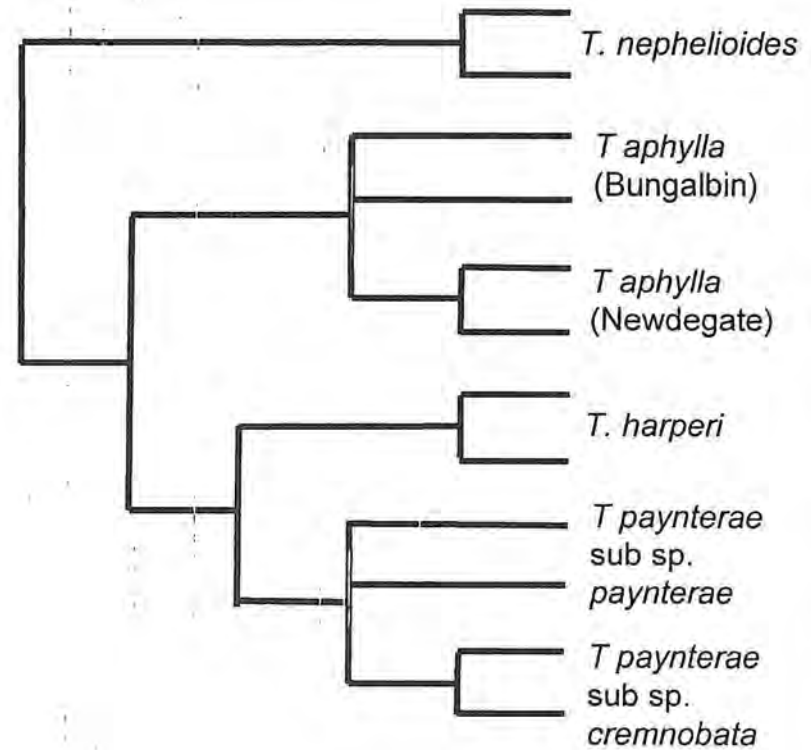 T. nephelioides
T aphylla
(Bungalbin)
T aphylla
(Newdegate)
T. harperi
T paynterae
sub sp.
paynterae
T paynterae
sub sp.
cremnobata